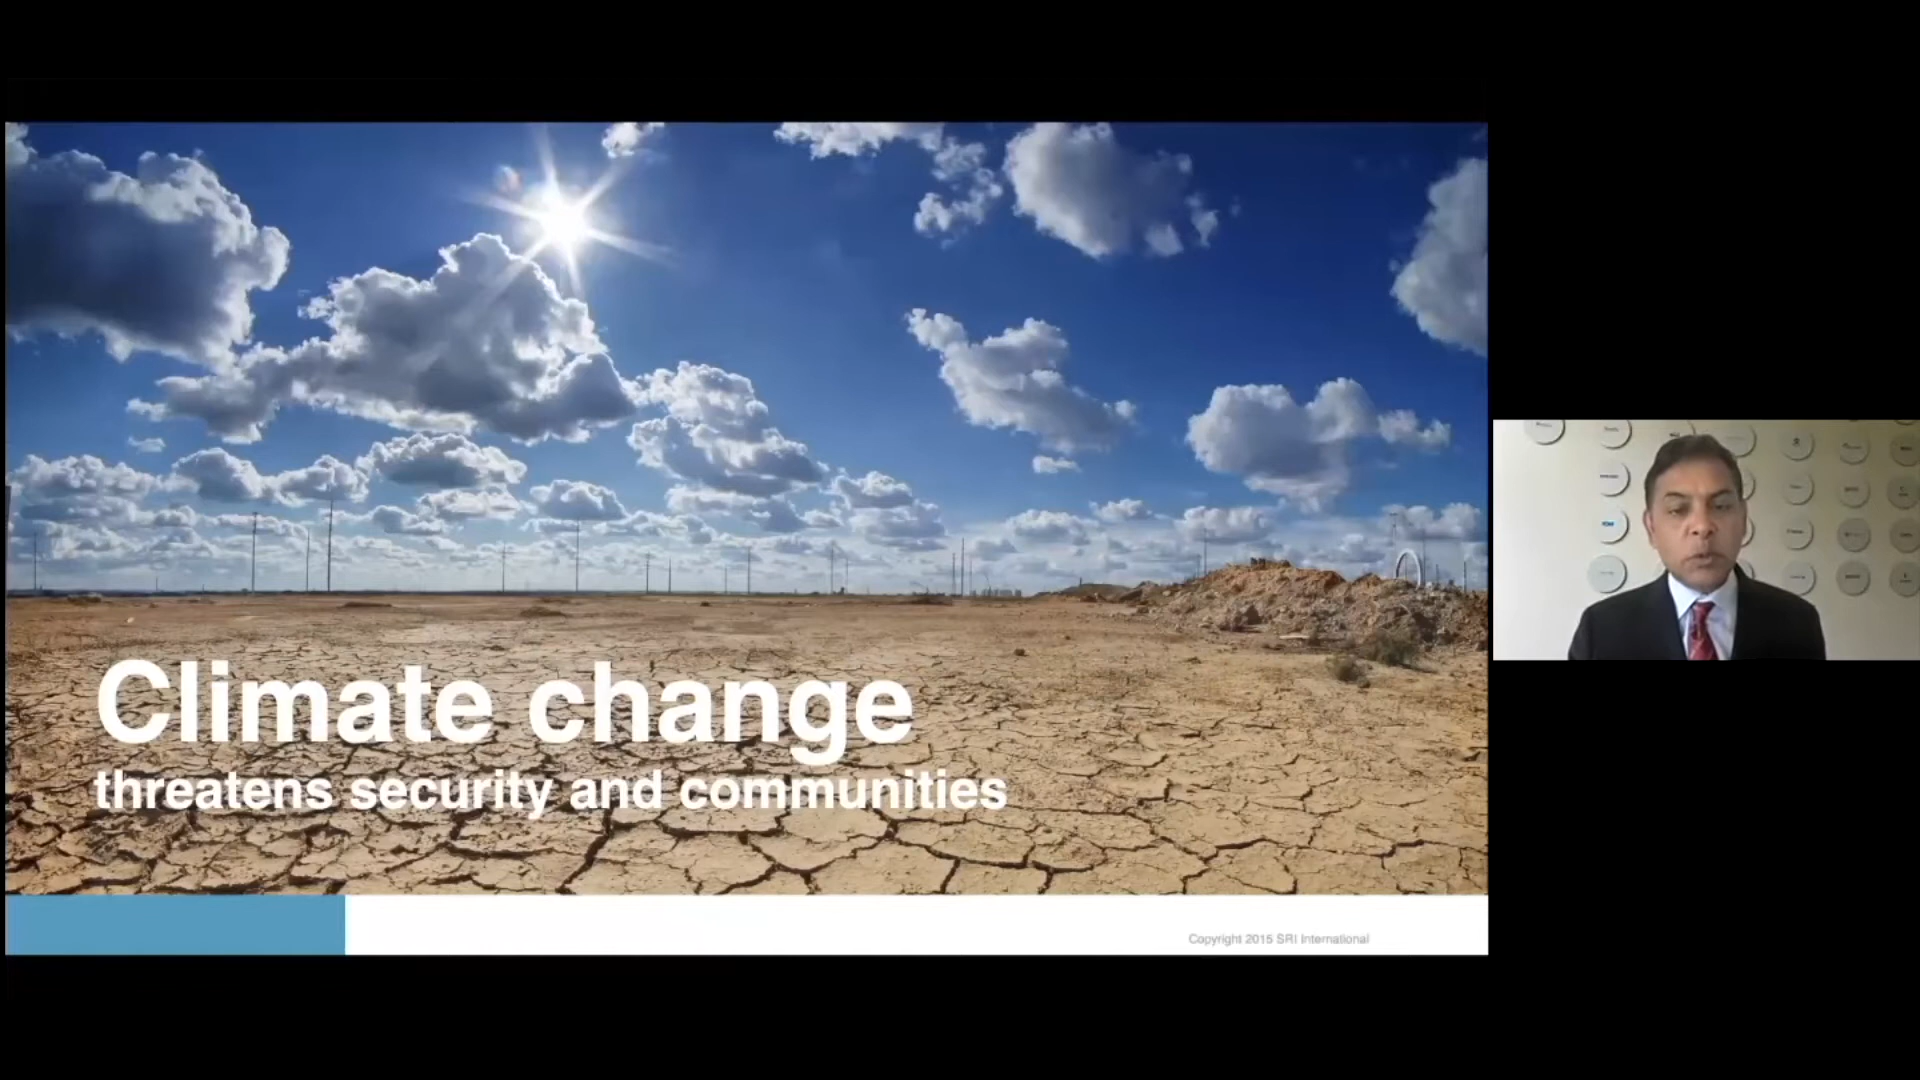 Climate change
threatens security and communities
Copyright 2015 SRI International